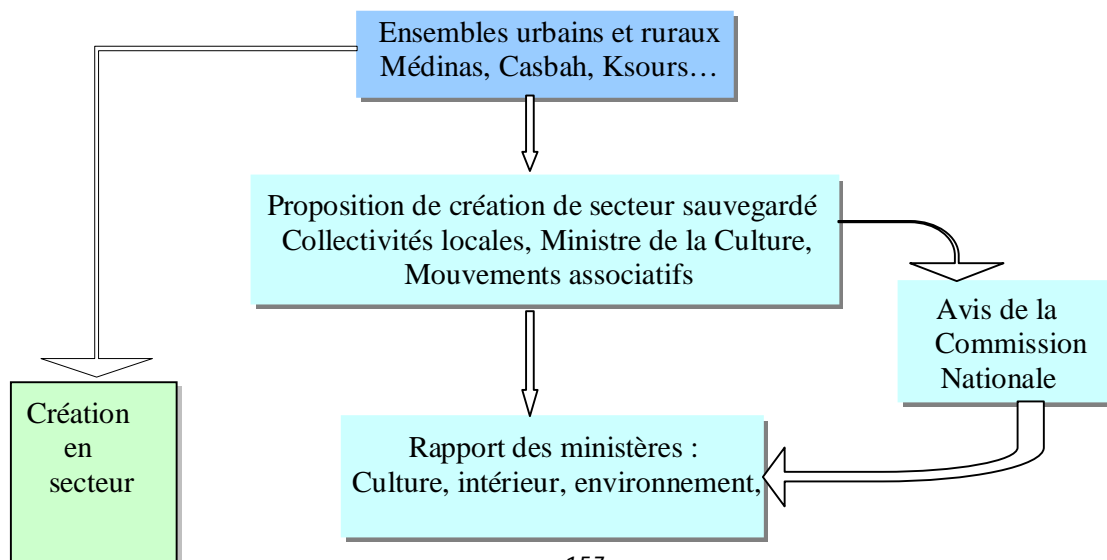 Ensembles urbains et ruraux
Médinas, Casbah, Ksours…
Proposition de création de secteur sauvegardé
Collectivités locales, Ministre de la Culture,
Mouvements associatifs
Avis de la
Commission
Nationale
Création
en
secteur
Rapport des ministères :
Culture, intérieur, environnement,
157